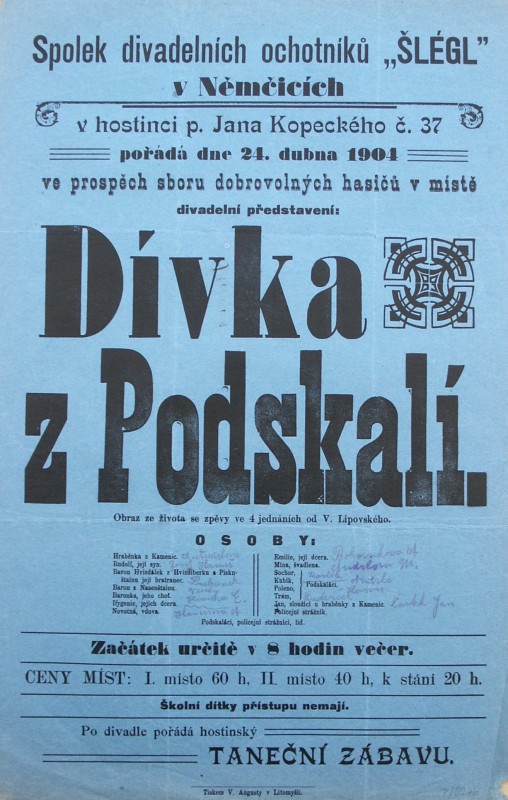 Spolek divadelních ochotníků „ŠLÉGL”
v Němčicích
v hostinci p. Jana Kopeckého č. 37
pořádá dne 24. dubna 1904
ve prospěch sboru dobrovolných hasičů v místě
divadelní představení:
Dívka
z Podskalí.
Obraz ze života se zpěvy ve 4 jednáních od V. Lipovského.
OSOBY:
Hraběnka z Kamenic.
Rudolf, její syn.
Baron Hvizdálek z Hvizditerka a Pisk-
štainu její bratranec.
Baron z Nasenštainu.
Baronka, jeho choť.
Ifygenie, jejich dcera.
Novotná, vdova.
Emilie, její dcera.
Mína, švadlena.
Sochor,
Kubík,
Poleno,
Trám,
Podskaláci.
Jan, sloužící u hraběnky z Kamenic.
Policejní strážník.
Podskaláci, policejní strážníci, lid.
Začátek určitě v 8 hodin večer.
CENY MÍST: I. místo 60 h, II. místo 40 h, k stání 20 h.
Školní dítky přístupu nemají.
Po divadle pořádá hostinský
TANEČNÍ ZÁBAVU.
Tiskem V. Augusty v Litomyšli.